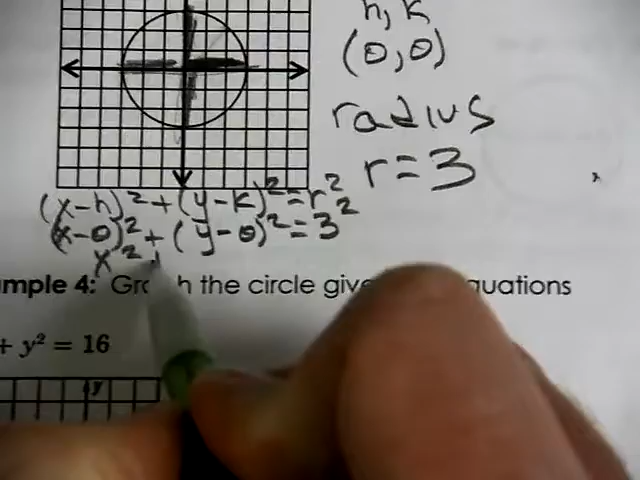 h, k
(0,0)
radius
r=3
(x-h)²+(y-k)²=r²
(x-0)²+(y-0)²=3²
x²+
mple 4: Gr h the circle giv quations
+ y² = 16
y